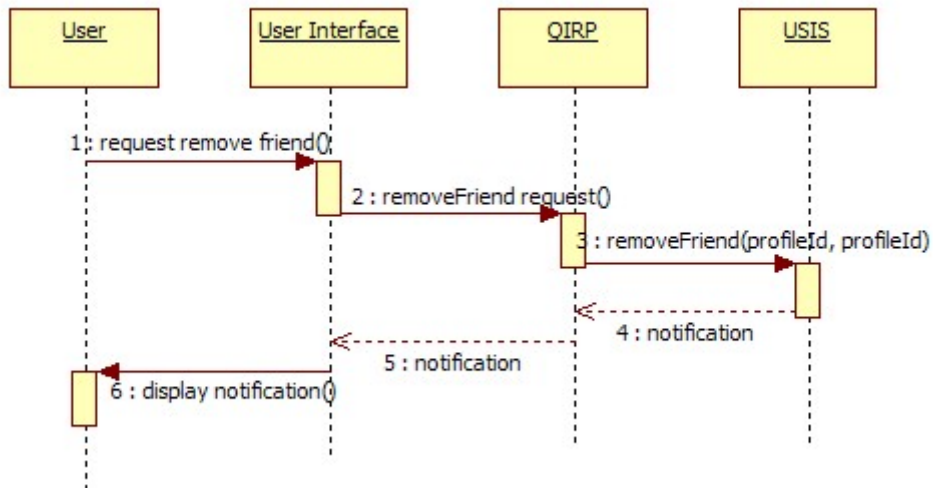 User
User Interface
QIRP
USIS
1 : request remove friend()
2 : removeFriend request()
3 : removeFriend(profileId, profileId)
4 : notification
5 : notification
6 : display notification()